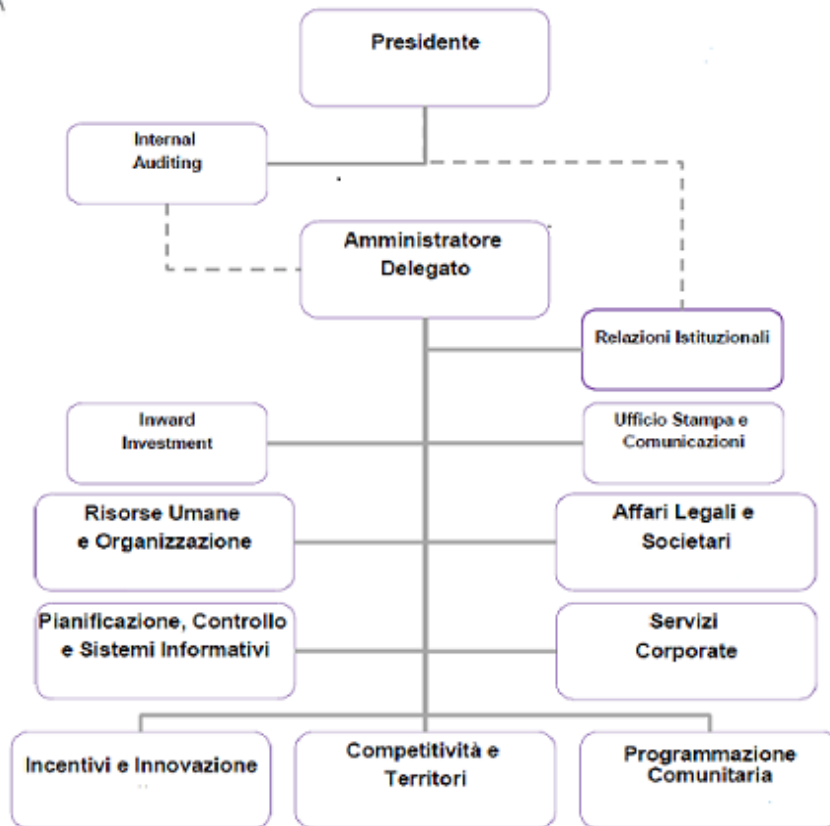 Presidente
Internal
Auditing
Amministratore
Delegato
Relazioni Istituzionali
Inward
Investment
Ufficio Stampa e
Comunicazioni
Risorse Umane
e Organizzazione
Affari Legali e
Societari
Pianificazione, Controllo
e Sistemi Informativi
Servizi
Corporate
Incentivi e Innovazione
Competitività e
Territori
Programmazione
Comunitaria